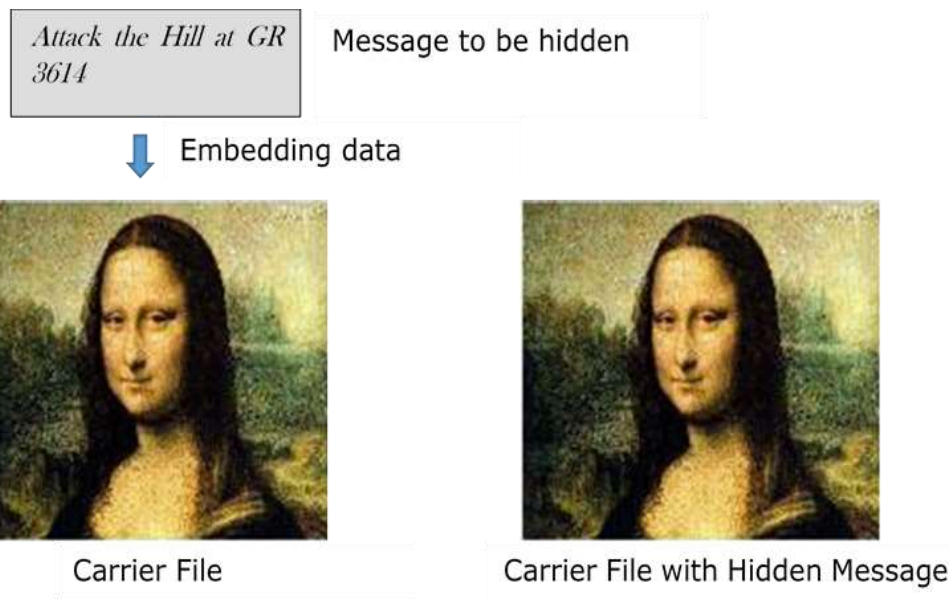 Attack the Hill at GR
3614
Message to be hidden
Embedding data
Carrier File
Carrier File with Hidden Message